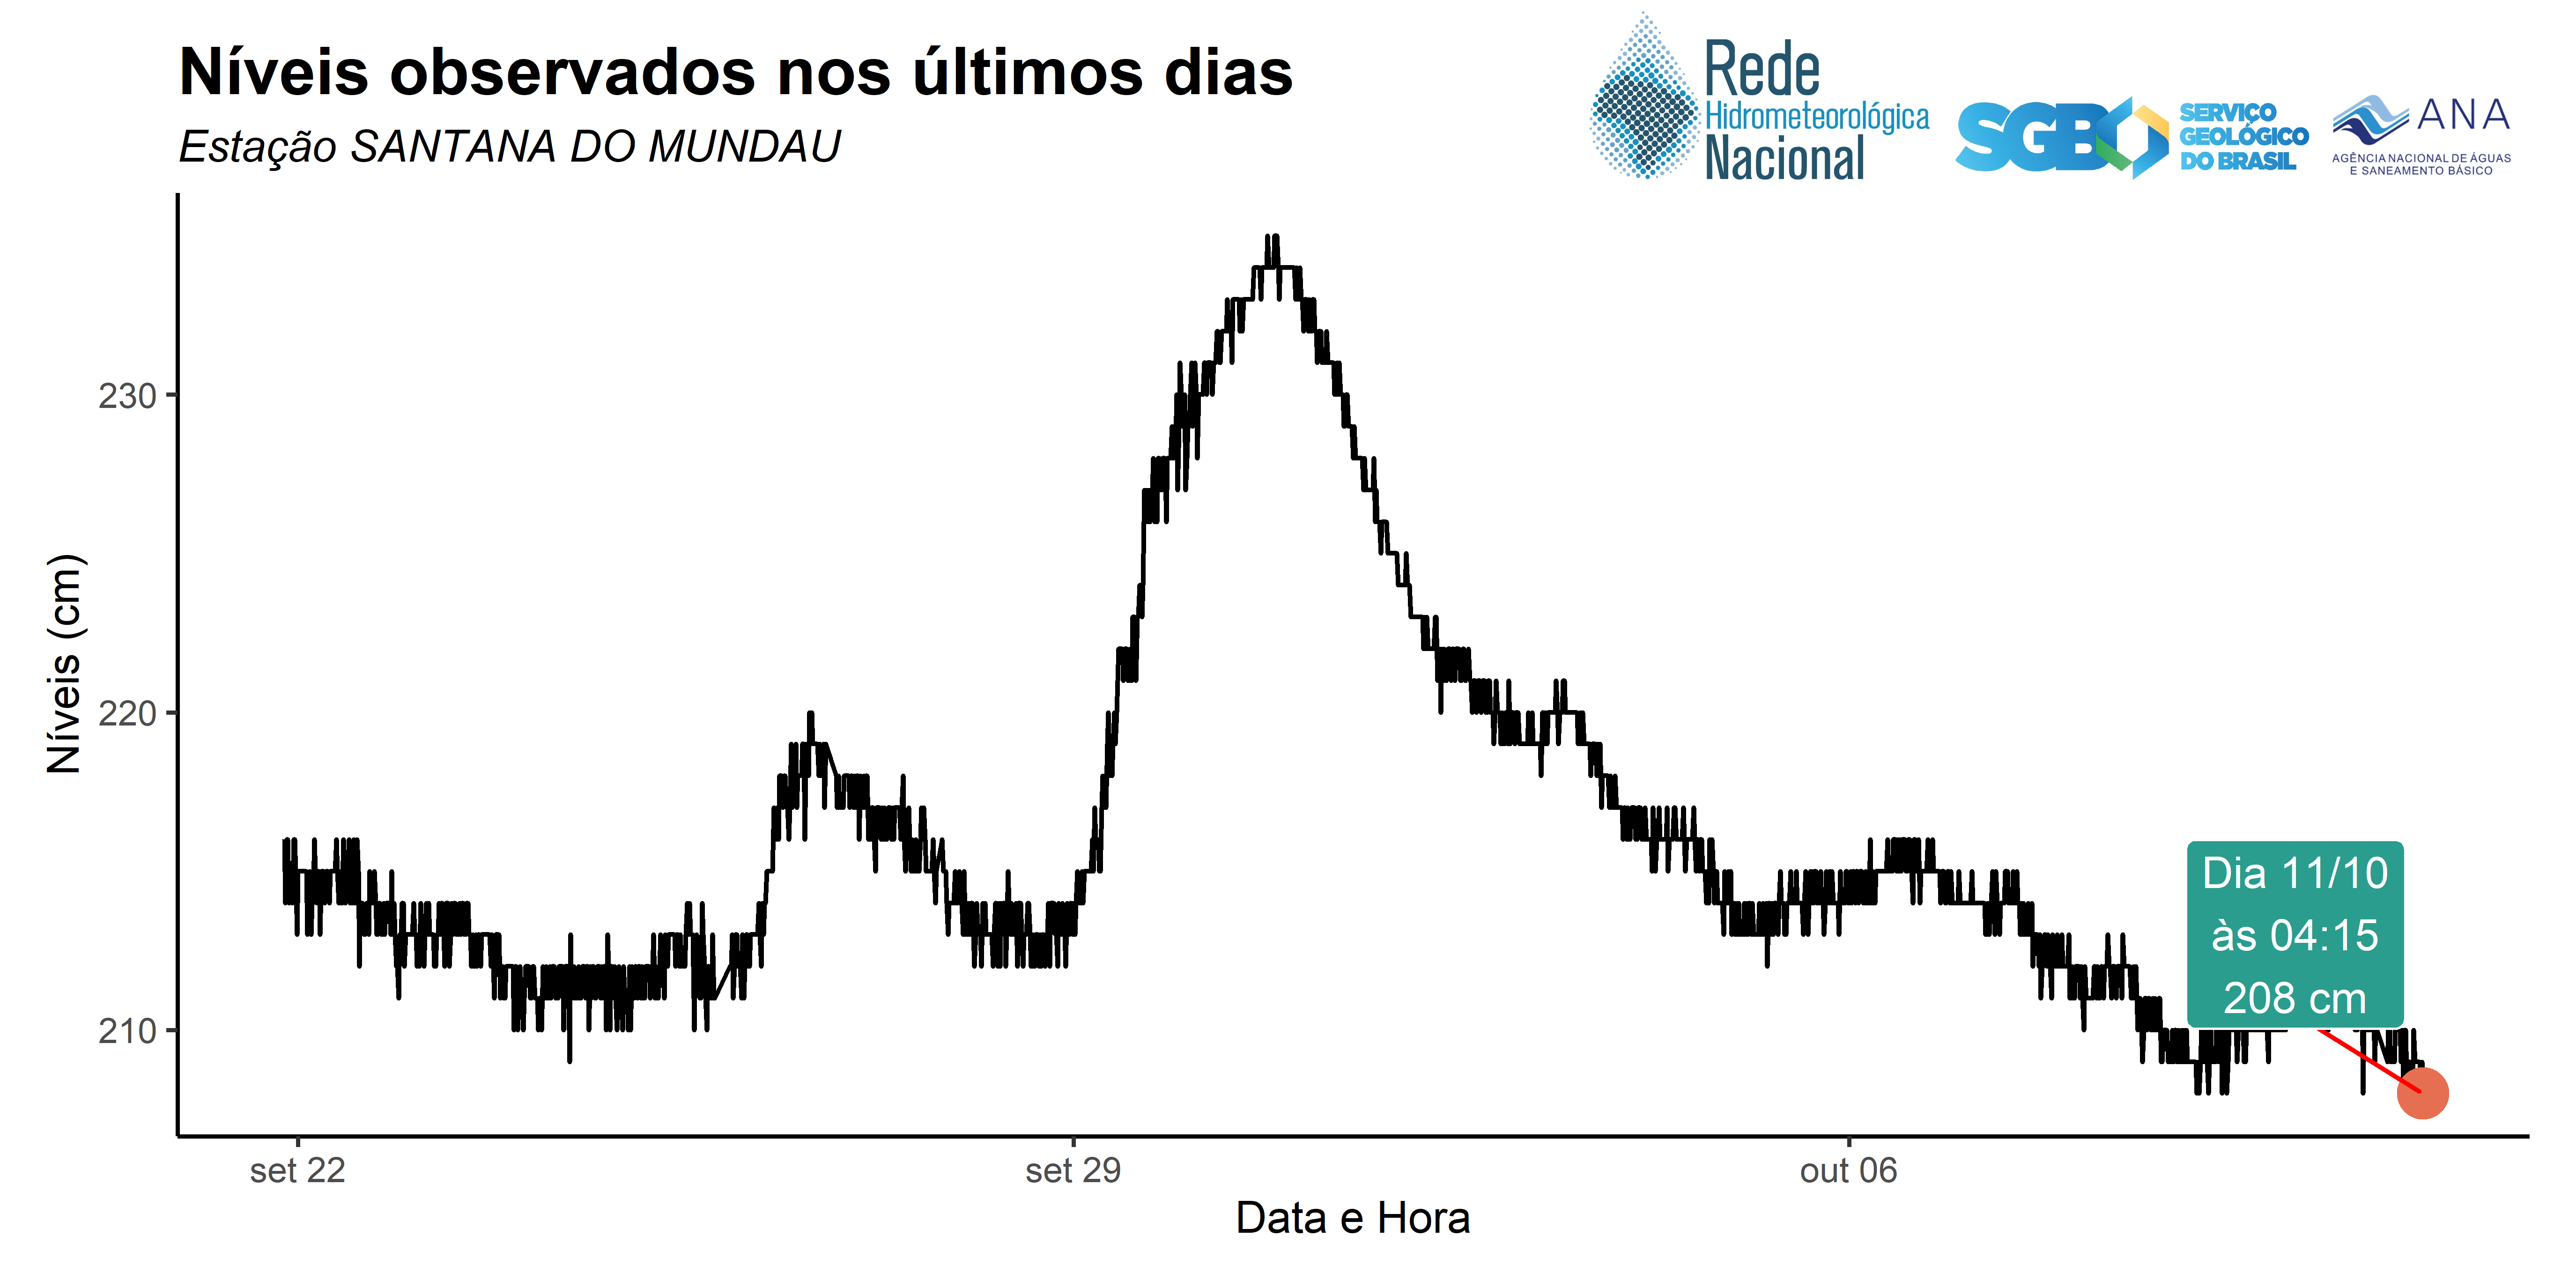 Níveis observados nos últimos dias
Estação SANTANA DO MUNDAU
Rede
Hidrometeorológica
Nacional
SGB
SERVIÇO
GEOLÓGICO
DO BRASIL
ANA
AGÊNCIA NACIONAL DE ÁGUAS
E SANEAMENTO BÁSICO
Níveis (cm)
230
220
210
Dia 11/10
às 04:15
208 cm
set 22
set 29
out 06
Data e Hora